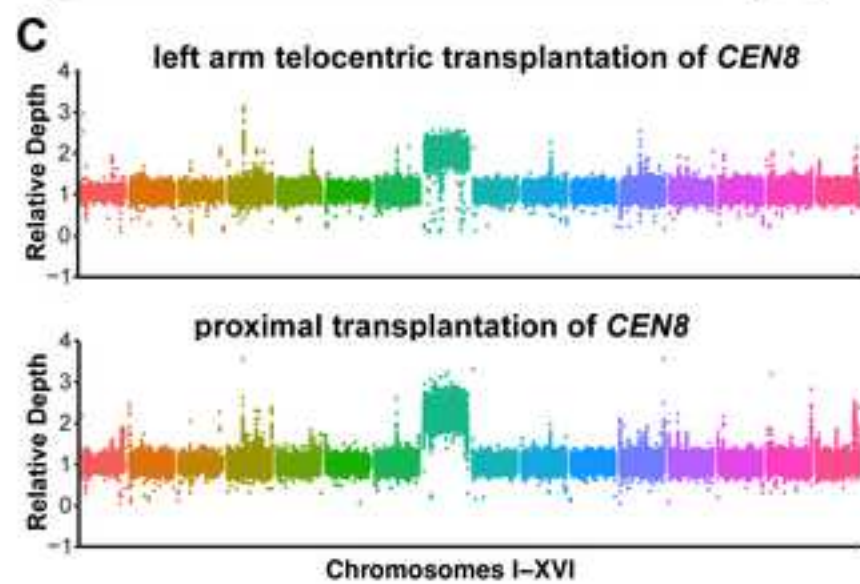 C
left arm telocentric transplantation of CEN8
Relative Depth
4
3
2
1
0
−1
proximal transplantation of CEN8
Relative Depth
4
3
2
1
0
−1
Chromosomes I–XVI